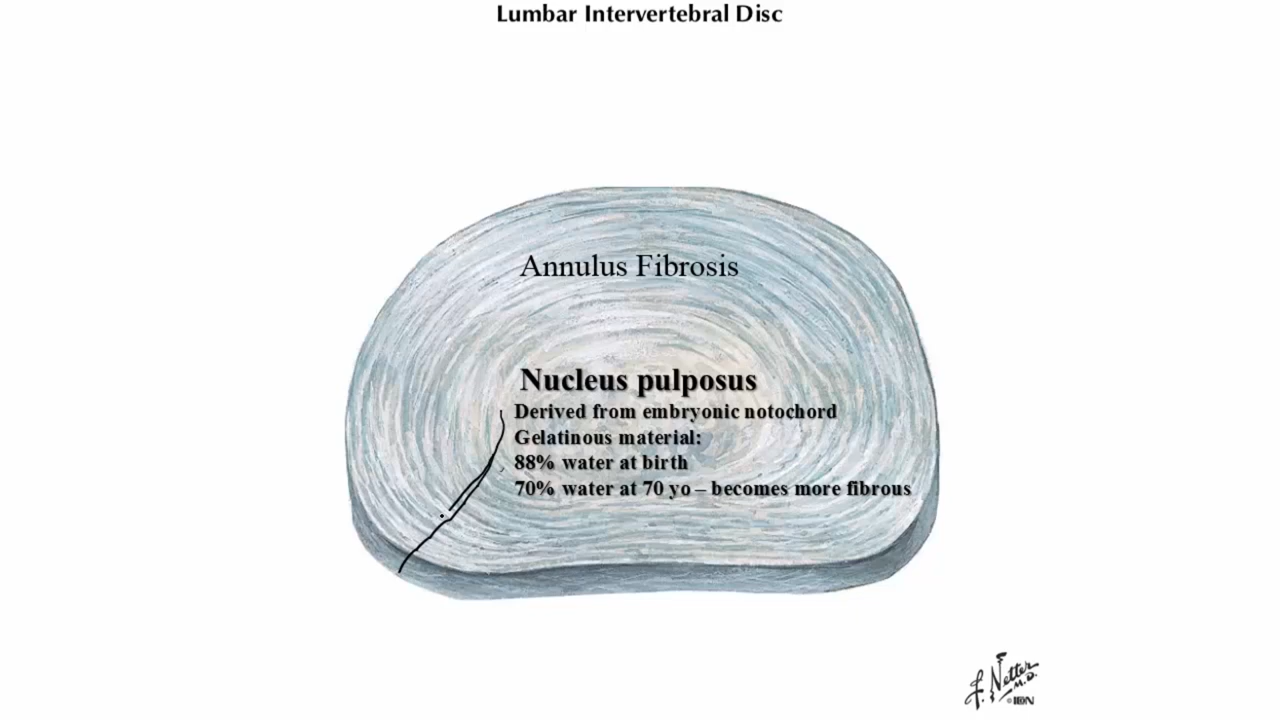 Lumbar Intervertebral Disc
Annulus Fibrosis
Nucleus pulposus
Derived from embryonic notochord
Gelatinous material:
88% water at birth
70% water at 70 yo – becomes more fibrous
F. Netter
M.D.